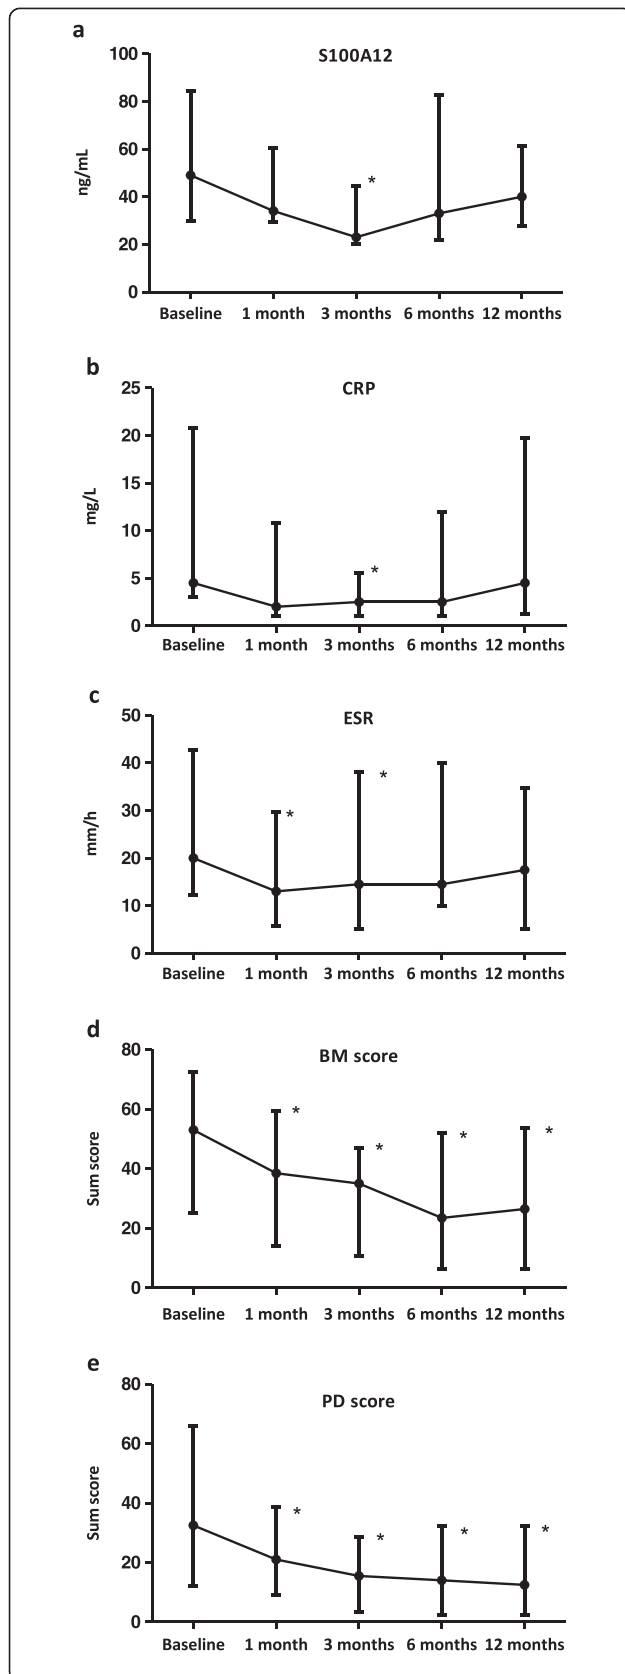 a
S100A12
100
80
60
40
20
0
ng/mL
*
Baseline 1 month 3 months 6 months 12 months
b
CRP
25
20
15
10
5
0
mg/L
*
Baseline 1 month 3 months 6 months 12 months
c
ESR
50
40
30
20
10
0
mm/h
* *
Baseline 1 month 3 months 6 months 12 months
d
BM score
80
60
40
20
0
Sum score
* * * *
Baseline 1 month 3 months 6 months 12 months
e
PD score
80
60
40
20
0
Sum score
* * * *
Baseline 1 month 3 months 6 months 12 months